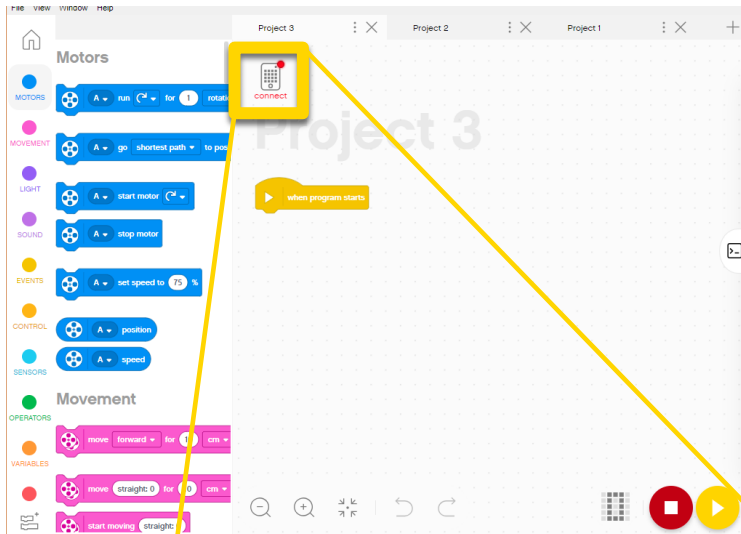 File View Window Help
Project 3
Project 2
Project 1
Motors
MOTORS
A run for 1
connect
Project 3
MOVEMENT
A go shortest path to
LIGHT
A start motor
when program starts
SOUND
A stop motor
EVENTS
A set speed to 75 %
CONTROL
A position
SENSORS
A speed
Movement
OPERATORS
move forward for cm
VARIABLES
move straight: 0 for cm
start moving straight: